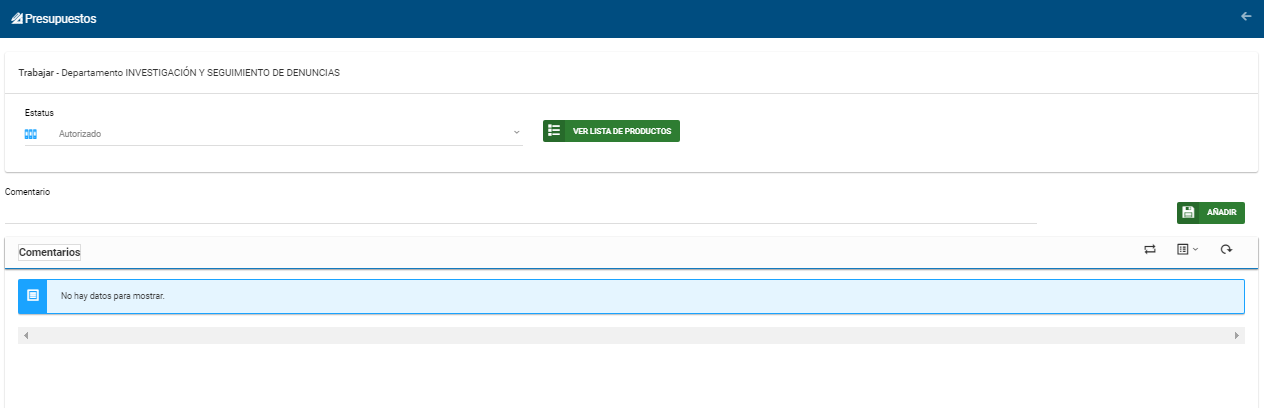 Presupuestos
Trabajar - Departamento INVESTIGACIÓN Y SEGUIMIENTO DE DENUNCIAS
Estatus
Autorizado
VER LISTA DE PRODUCTOS
Comentario
AÑADIR
Comentarios
No hay datos para mostrar.